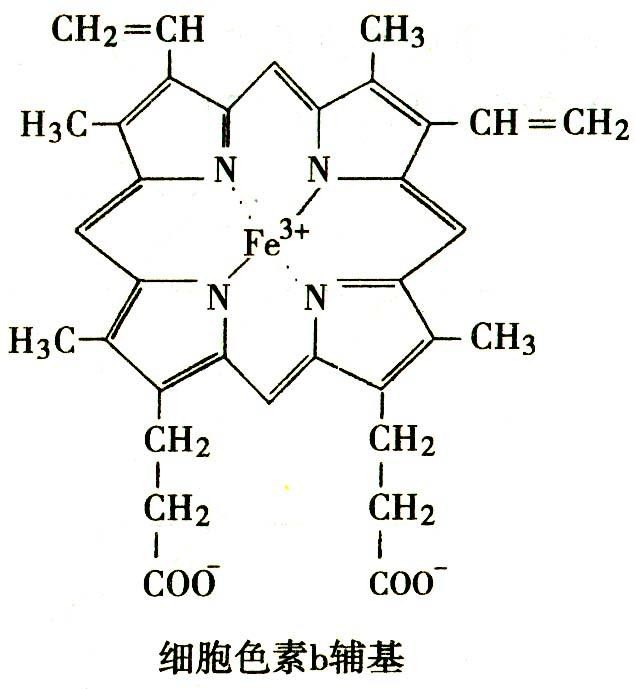 CH2=CH CH3
H3C CH=CH2
N N
Fe3+
N N
H3C CH3
CH2 CH2
CH2 CH2
COO- COO-
细胞色素b辅基